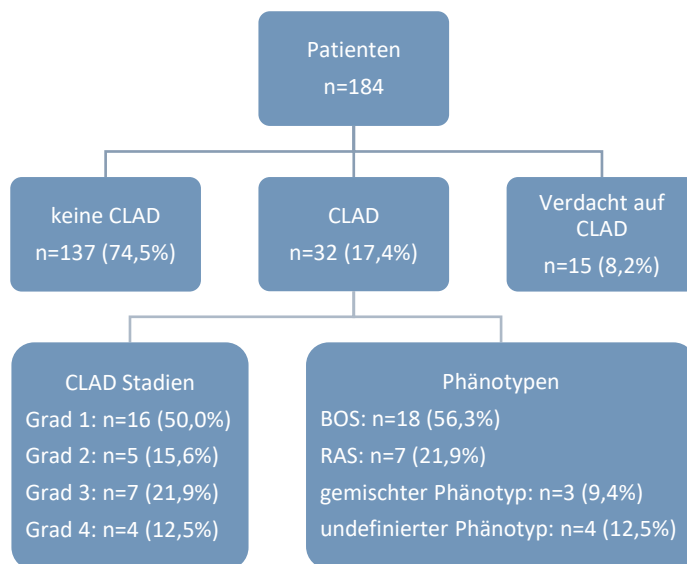 Patienten
n=184
keine CLAD
n=137 (74,5%)
CLAD
n=32 (17,4%)
Verdacht auf
CLAD
n=15 (8,2%)
CLAD Stadien
Grad 1: n=16 (50,0%)
Grad 2: n=5 (15,6%)
Grad 3: n=7 (21,9%)
Grad 4: n=4 (12,5%)
Phänotypen
BOS: n=18 (56,3%)
RAS: n=7 (21,9%)
gemischter Phänotyp: n=3 (9,4%)
undefinierter Phänotyp: n=4 (12,5%)